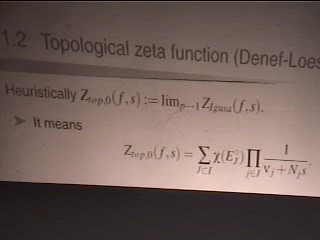 1.2 Topological zeta function (Denef-Loes
Heuristically Z_{top,0}(f,s) := lim_{p→1} Z_{Igusa}(f,s).
➤ It means
Z_{top,0}(f,s) = ∑_{J⊂I} χ(E_J^○) ∏_{j∈J} 1/(ν_j + N_j s).